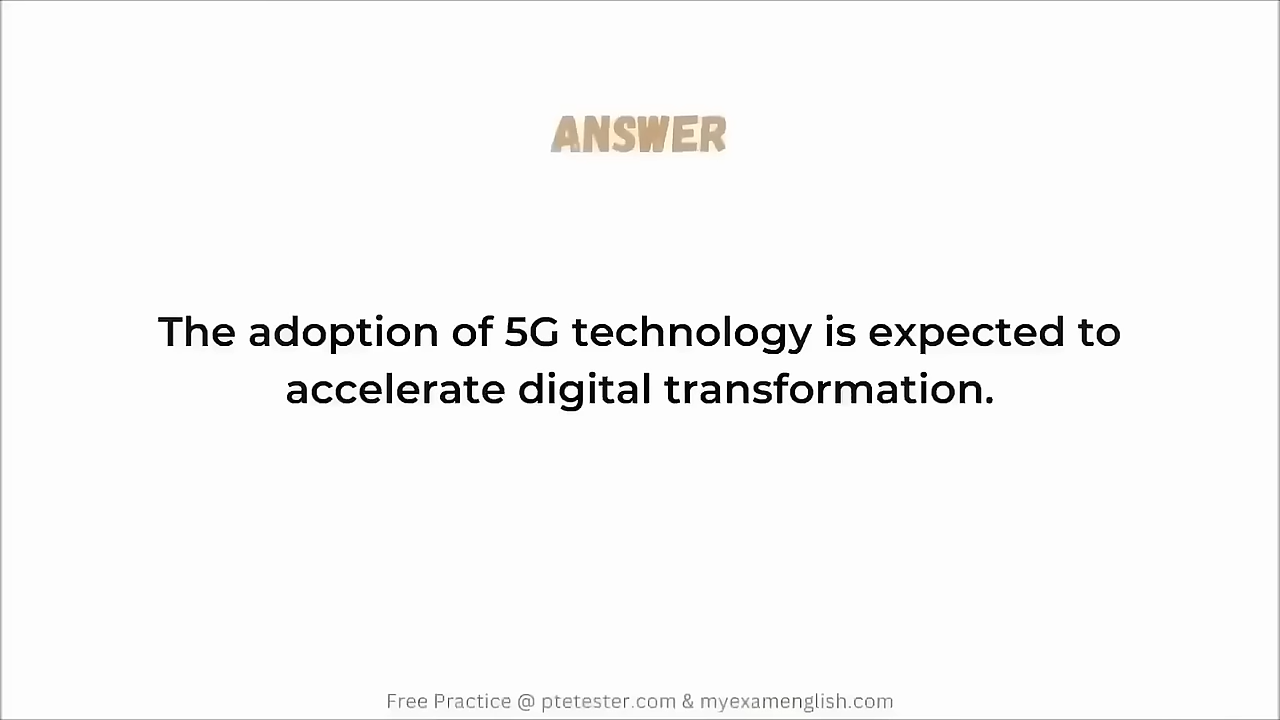 ANSWER
The adoption of 5G technology is expected to
accelerate digital transformation.
Free Practice @ ptetester.com & myexamenglish.com